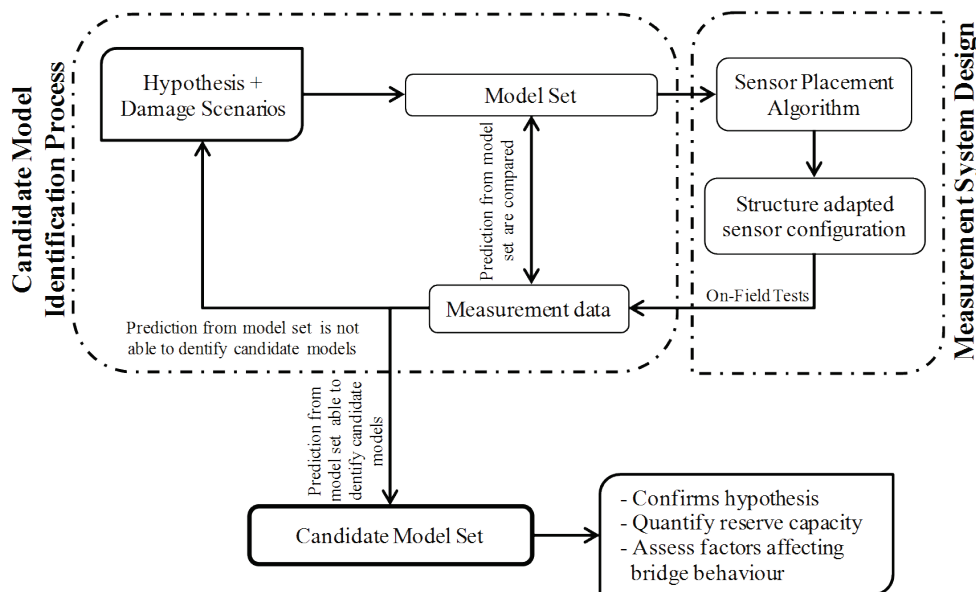 Candidate Model
Identification Process
Hypothesis +
Damage Scenarios
Model Set
Sensor Placement
Algorithm
Measurement System Design
Prediction from model
set are compared
Structure adapted
sensor configuration
On-Field Tests
Measurement data
Prediction from model set is not
able to dentify candidate models
Prediction from
model set able to
dentify candidate
models
Candidate Model Set
- Confirms hypothesis
- Quantify reserve capacity
- Assess factors affecting
bridge behaviour